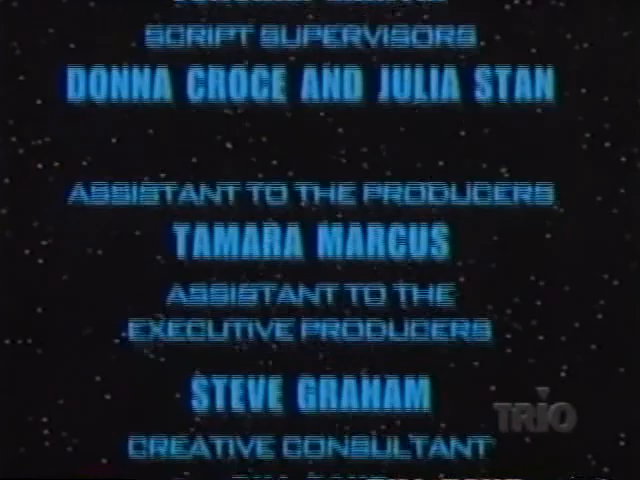 SCRIPT SUPERVISORS
DONNA CROCE AND JULIA STAN
ASSISTANT TO THE PRODUCERS
TAMARA MARCUS
ASSISTANT TO THE
EXECUTIVE PRODUCERS
STEVE GRAHAM
TRIO
CREATIVE CONSULTANT